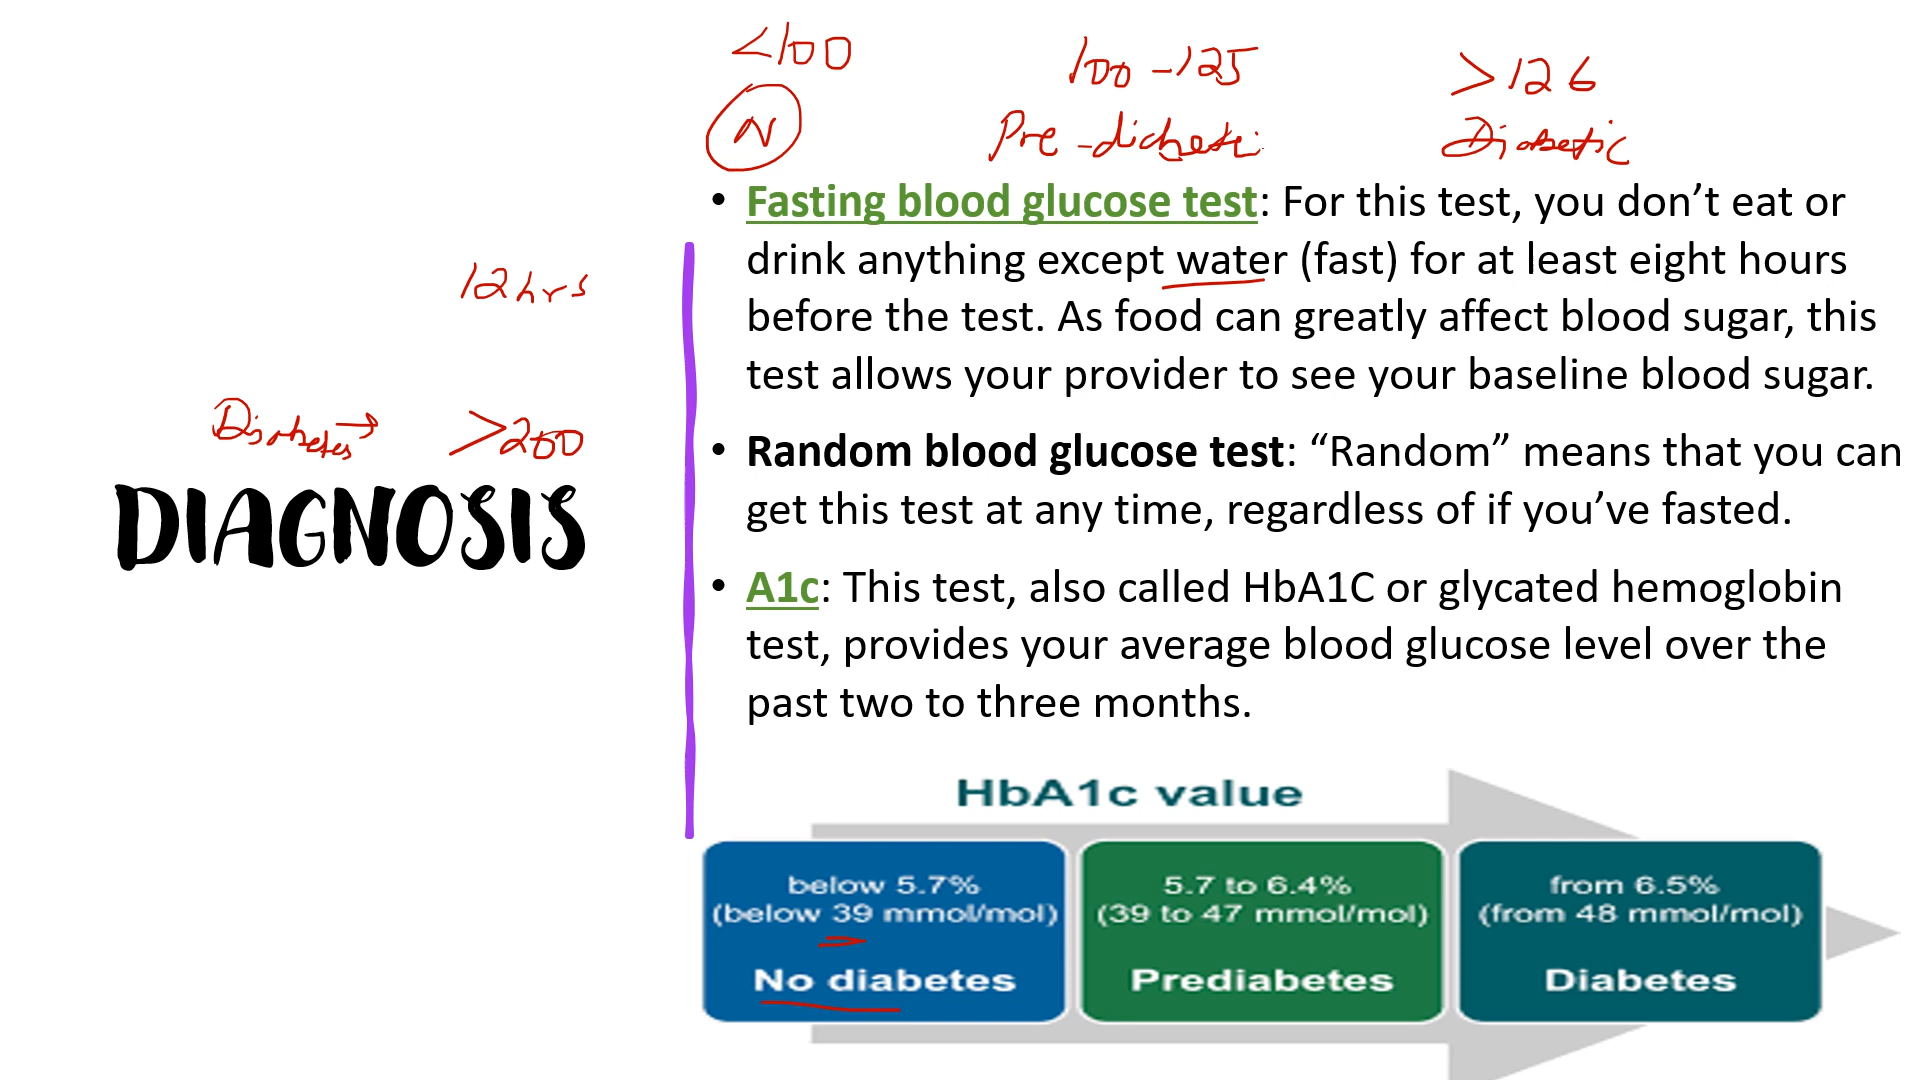 <100
100-125
>126
N
Pre-diabeti
Diabetic
• Fasting blood glucose test: For this test, you don’t eat or
drink anything except water (fast) for at least eight hours
before the test. As food can greatly affect blood sugar, this
test allows your provider to see your baseline blood sugar.
12 hrs
Diabetes → >200
DIAGNOSIS
• Random blood glucose test: “Random” means that you can
get this test at any time, regardless of if you’ve fasted.
• A1c: This test, also called HbA1C or glycated hemoglobin
test, provides your average blood glucose level over the
past two to three months.
HbA1c value
below 5.7%
(below 39 mmol/mol)
No diabetes
5.7 to 6.4%
(39 to 47 mmol/mol)
Prediabetes
from 6.5%
(from 48 mmol/mol)
Diabetes